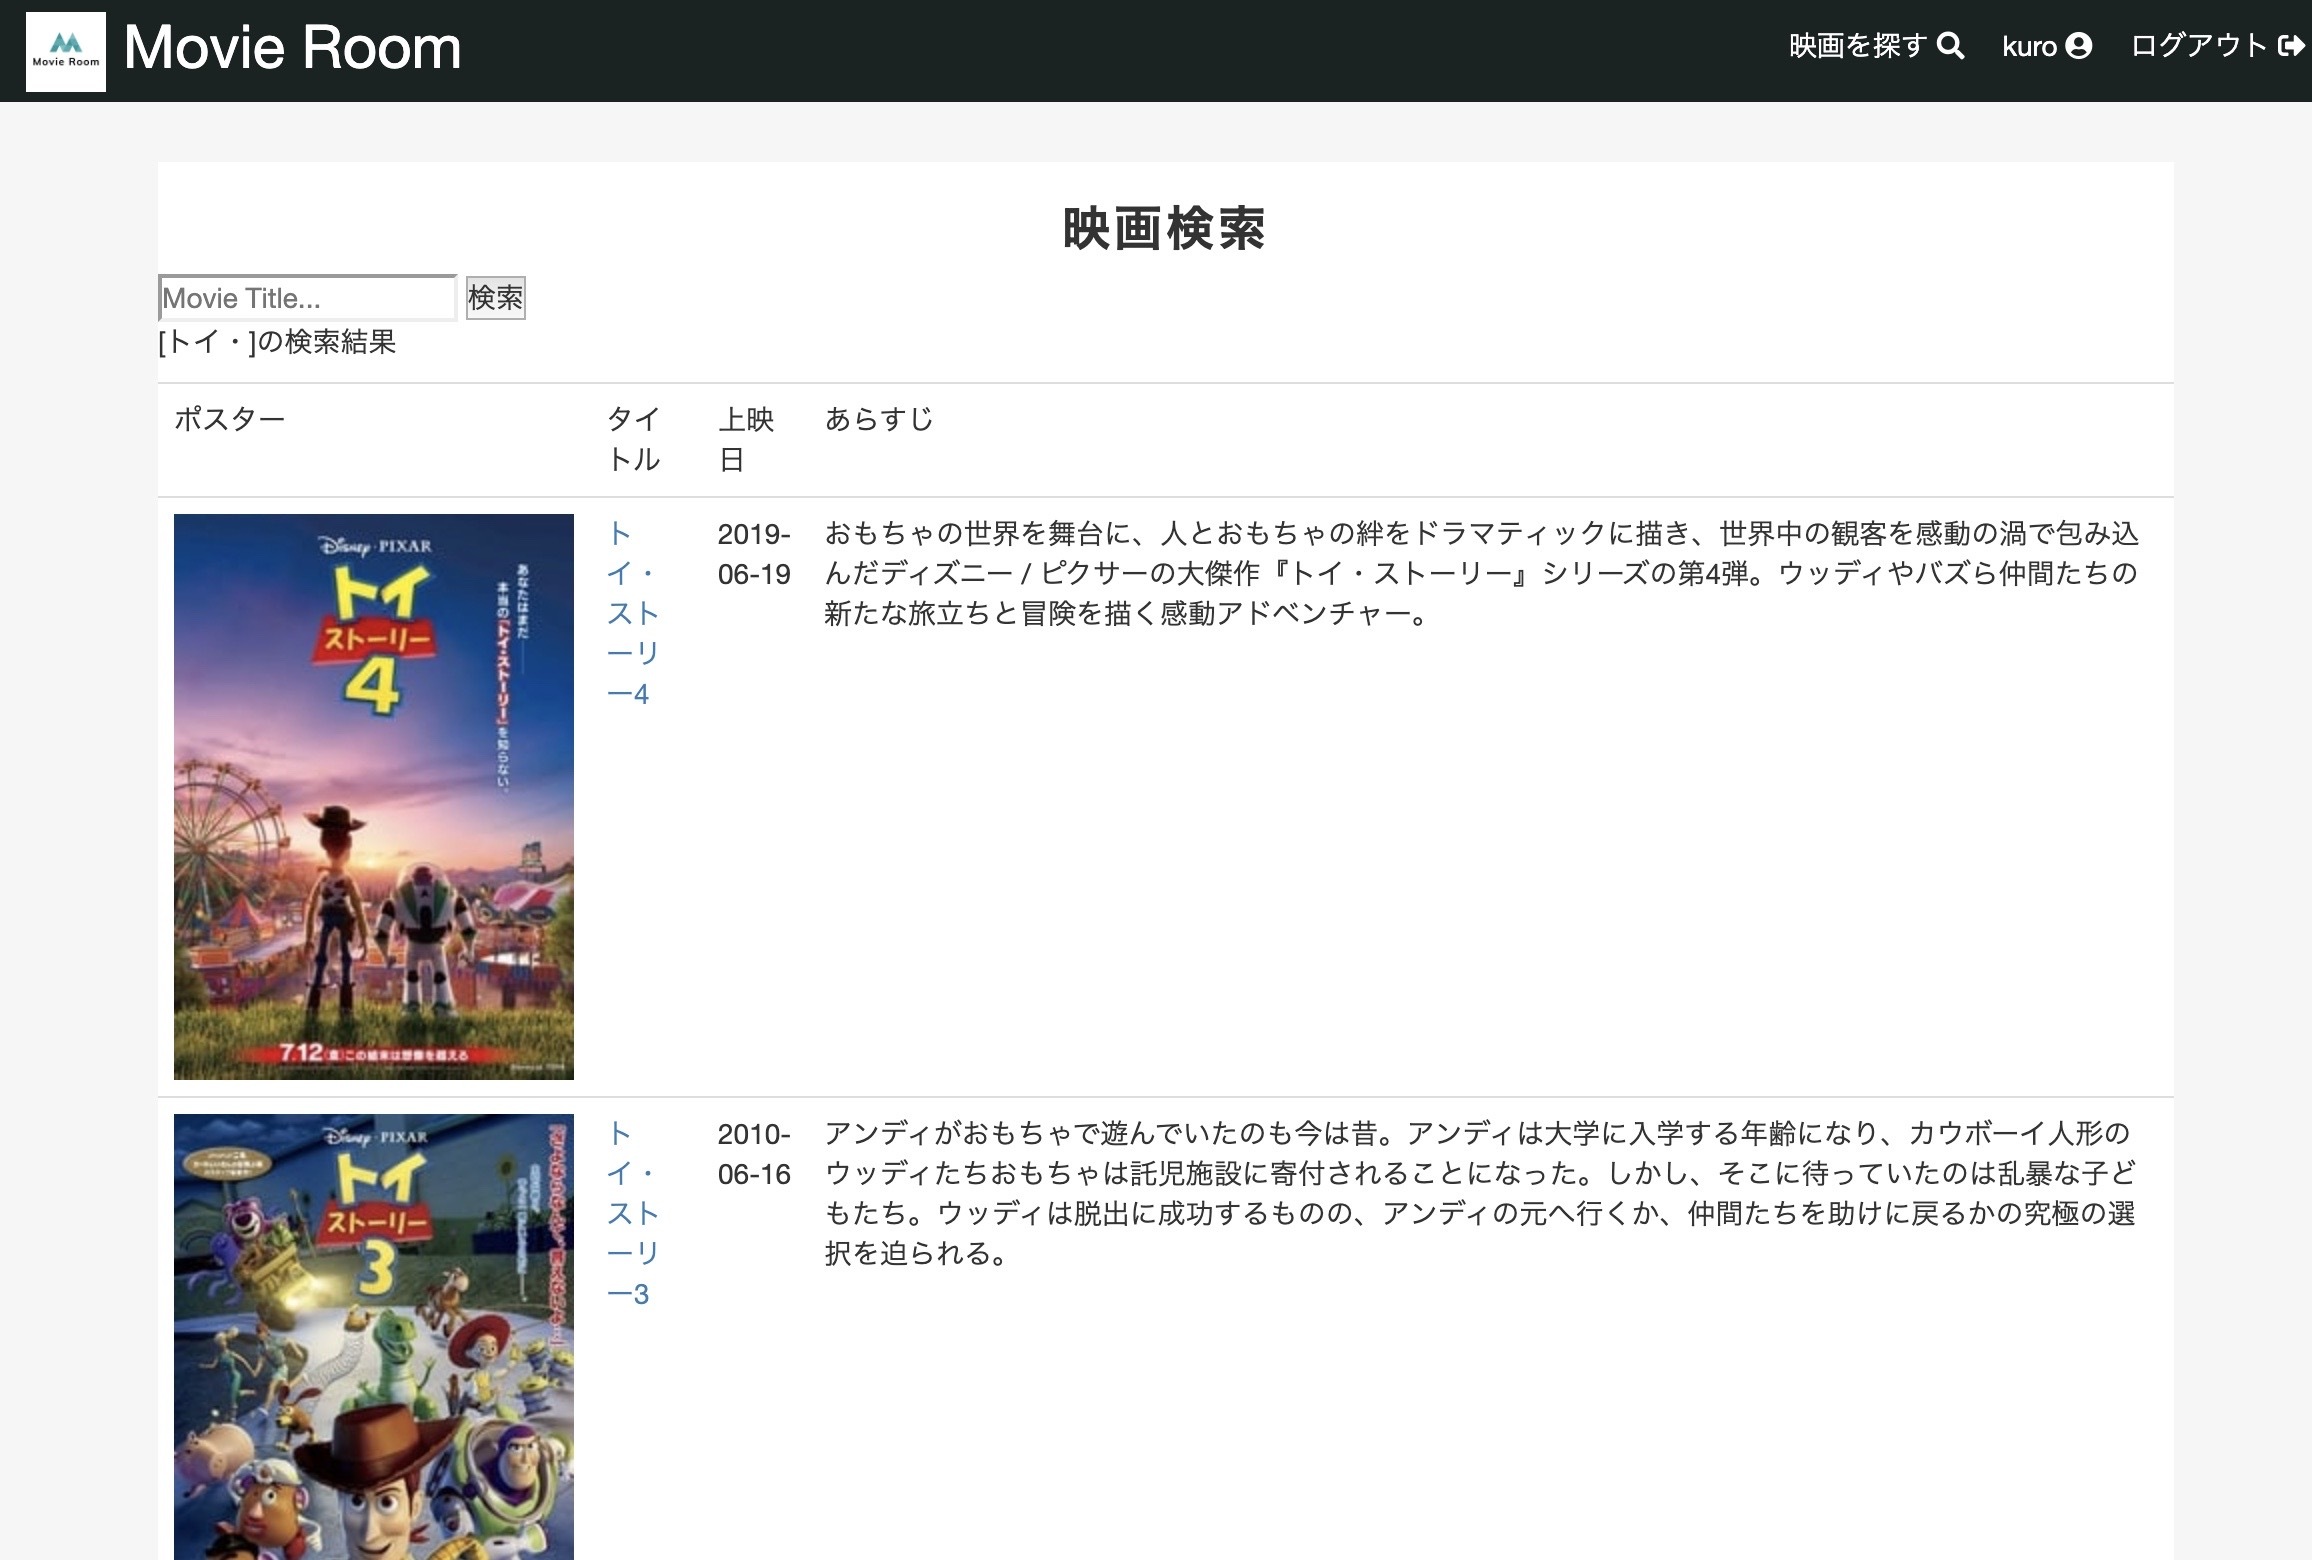 Movie Room
Movie Room
映画を探す
kuro
ログアウト
映画検索
Movie Title...
検索
[トイ・]の検索結果
ポスター
タイ
トル
上映
日
あらすじ
Disney・PIXAR
トイ
ストーリー
4
あなたはまだ
本当の『トイ・ストーリー』を知らない。
7.12(金)この結末は想像を超える
ト
イ・
スト
ーリ
ー4
2019-
06-19
おもちゃの世界を舞台に、人とおもちゃの絆をドラマティックに描き、世界中の観客を感動の渦で包み込
んだディズニー / ピクサーの大傑作『トイ・ストーリー』シリーズの第4弾。ウッディやバズら仲間たちの
新たな旅立ちと冒険を描く感動アドベンチャー。
Disney・PIXAR
トイ
ストーリー
3
ト
イ・
スト
ーリ
ー3
2010-
06-16
アンディがおもちゃで遊んでいたのも今は昔。アンディは大学に入学する年齢になり、カウボーイ人形の
ウッディたちおもちゃは託児施設に寄付されることになった。しかし、そこに待っていたのは乱暴な子ど
もたち。ウッディは脱出に成功するものの、アンディの元へ行くか、仲間たちを助けに戻るかの究極の選
択を迫られる。